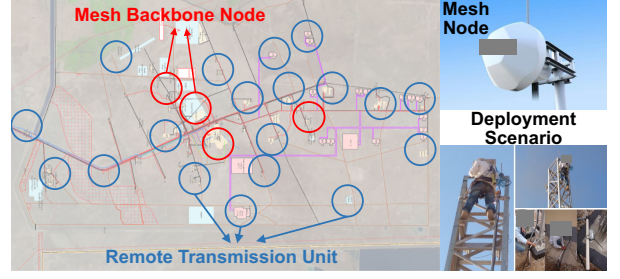 Mesh Backbone Node
Remote Transmission Unit
Mesh
Node
Deployment
Scenario